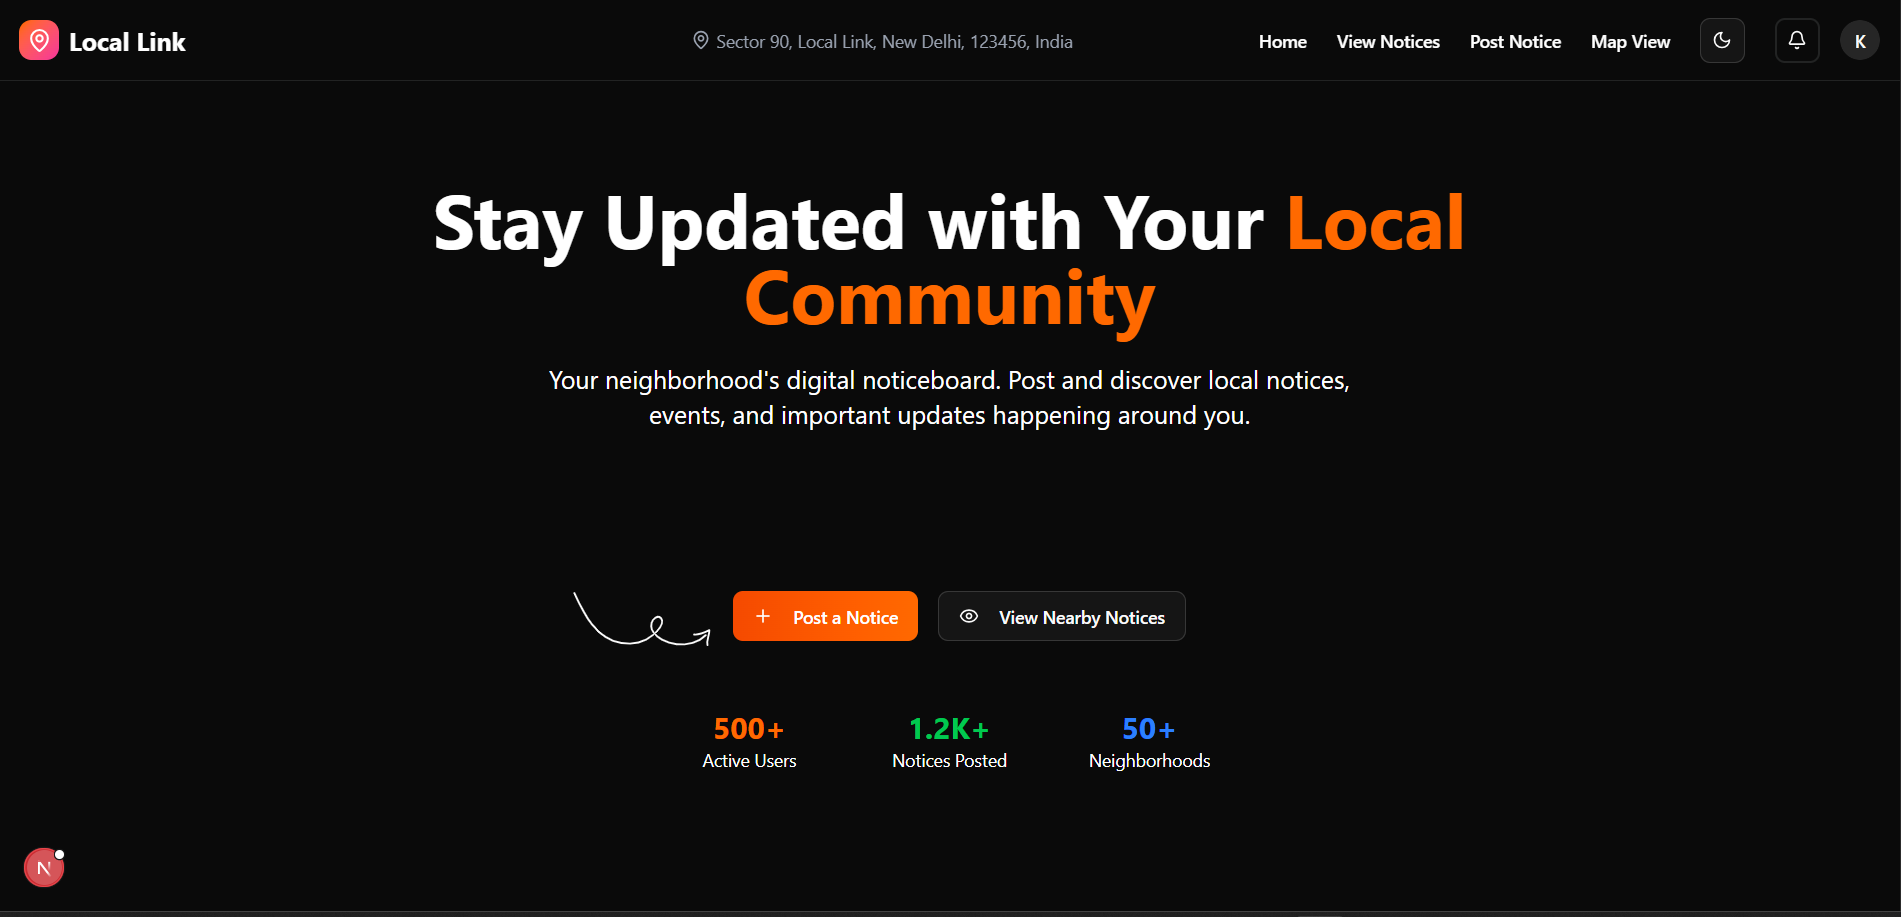 Local Link
Sector 90, Local Link, New Delhi, 123456, India
Home
View Notices
Post Notice
Map View
K
Stay Updated with Your Local
Community
Your neighborhood's digital noticeboard. Post and discover local notices,
events, and important updates happening around you.
Post a Notice
View Nearby Notices
500+
Active Users
1.2K+
Notices Posted
50+
Neighborhoods
N